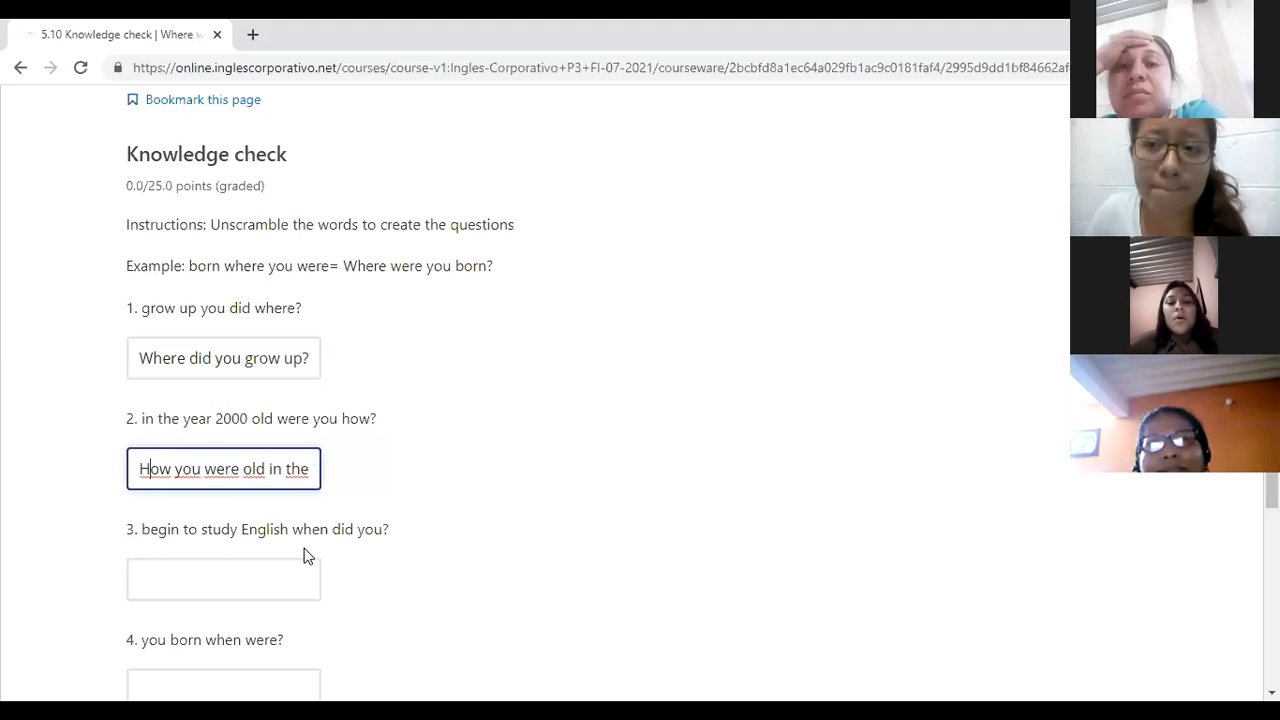 5.10 Knowledge check | Where w
https://online.inglescorporativo.net/courses/course-v1:Ingles-Corporativo+P3+FI-07-2021/courseware/2bcbfd8a1ec64a029fb1ac9c0181faf4/2995d9dd1bf84662af
Bookmark this page
Knowledge check
0.0/25.0 points (graded)
Instructions: Unscramble the words to create the questions
Example: born where you were= Where were you born?
1. grow up you did where?
Where did you grow up?
2. in the year 2000 old were you how?
How you were old in the
3. begin to study English when did you?
4. you born when were?